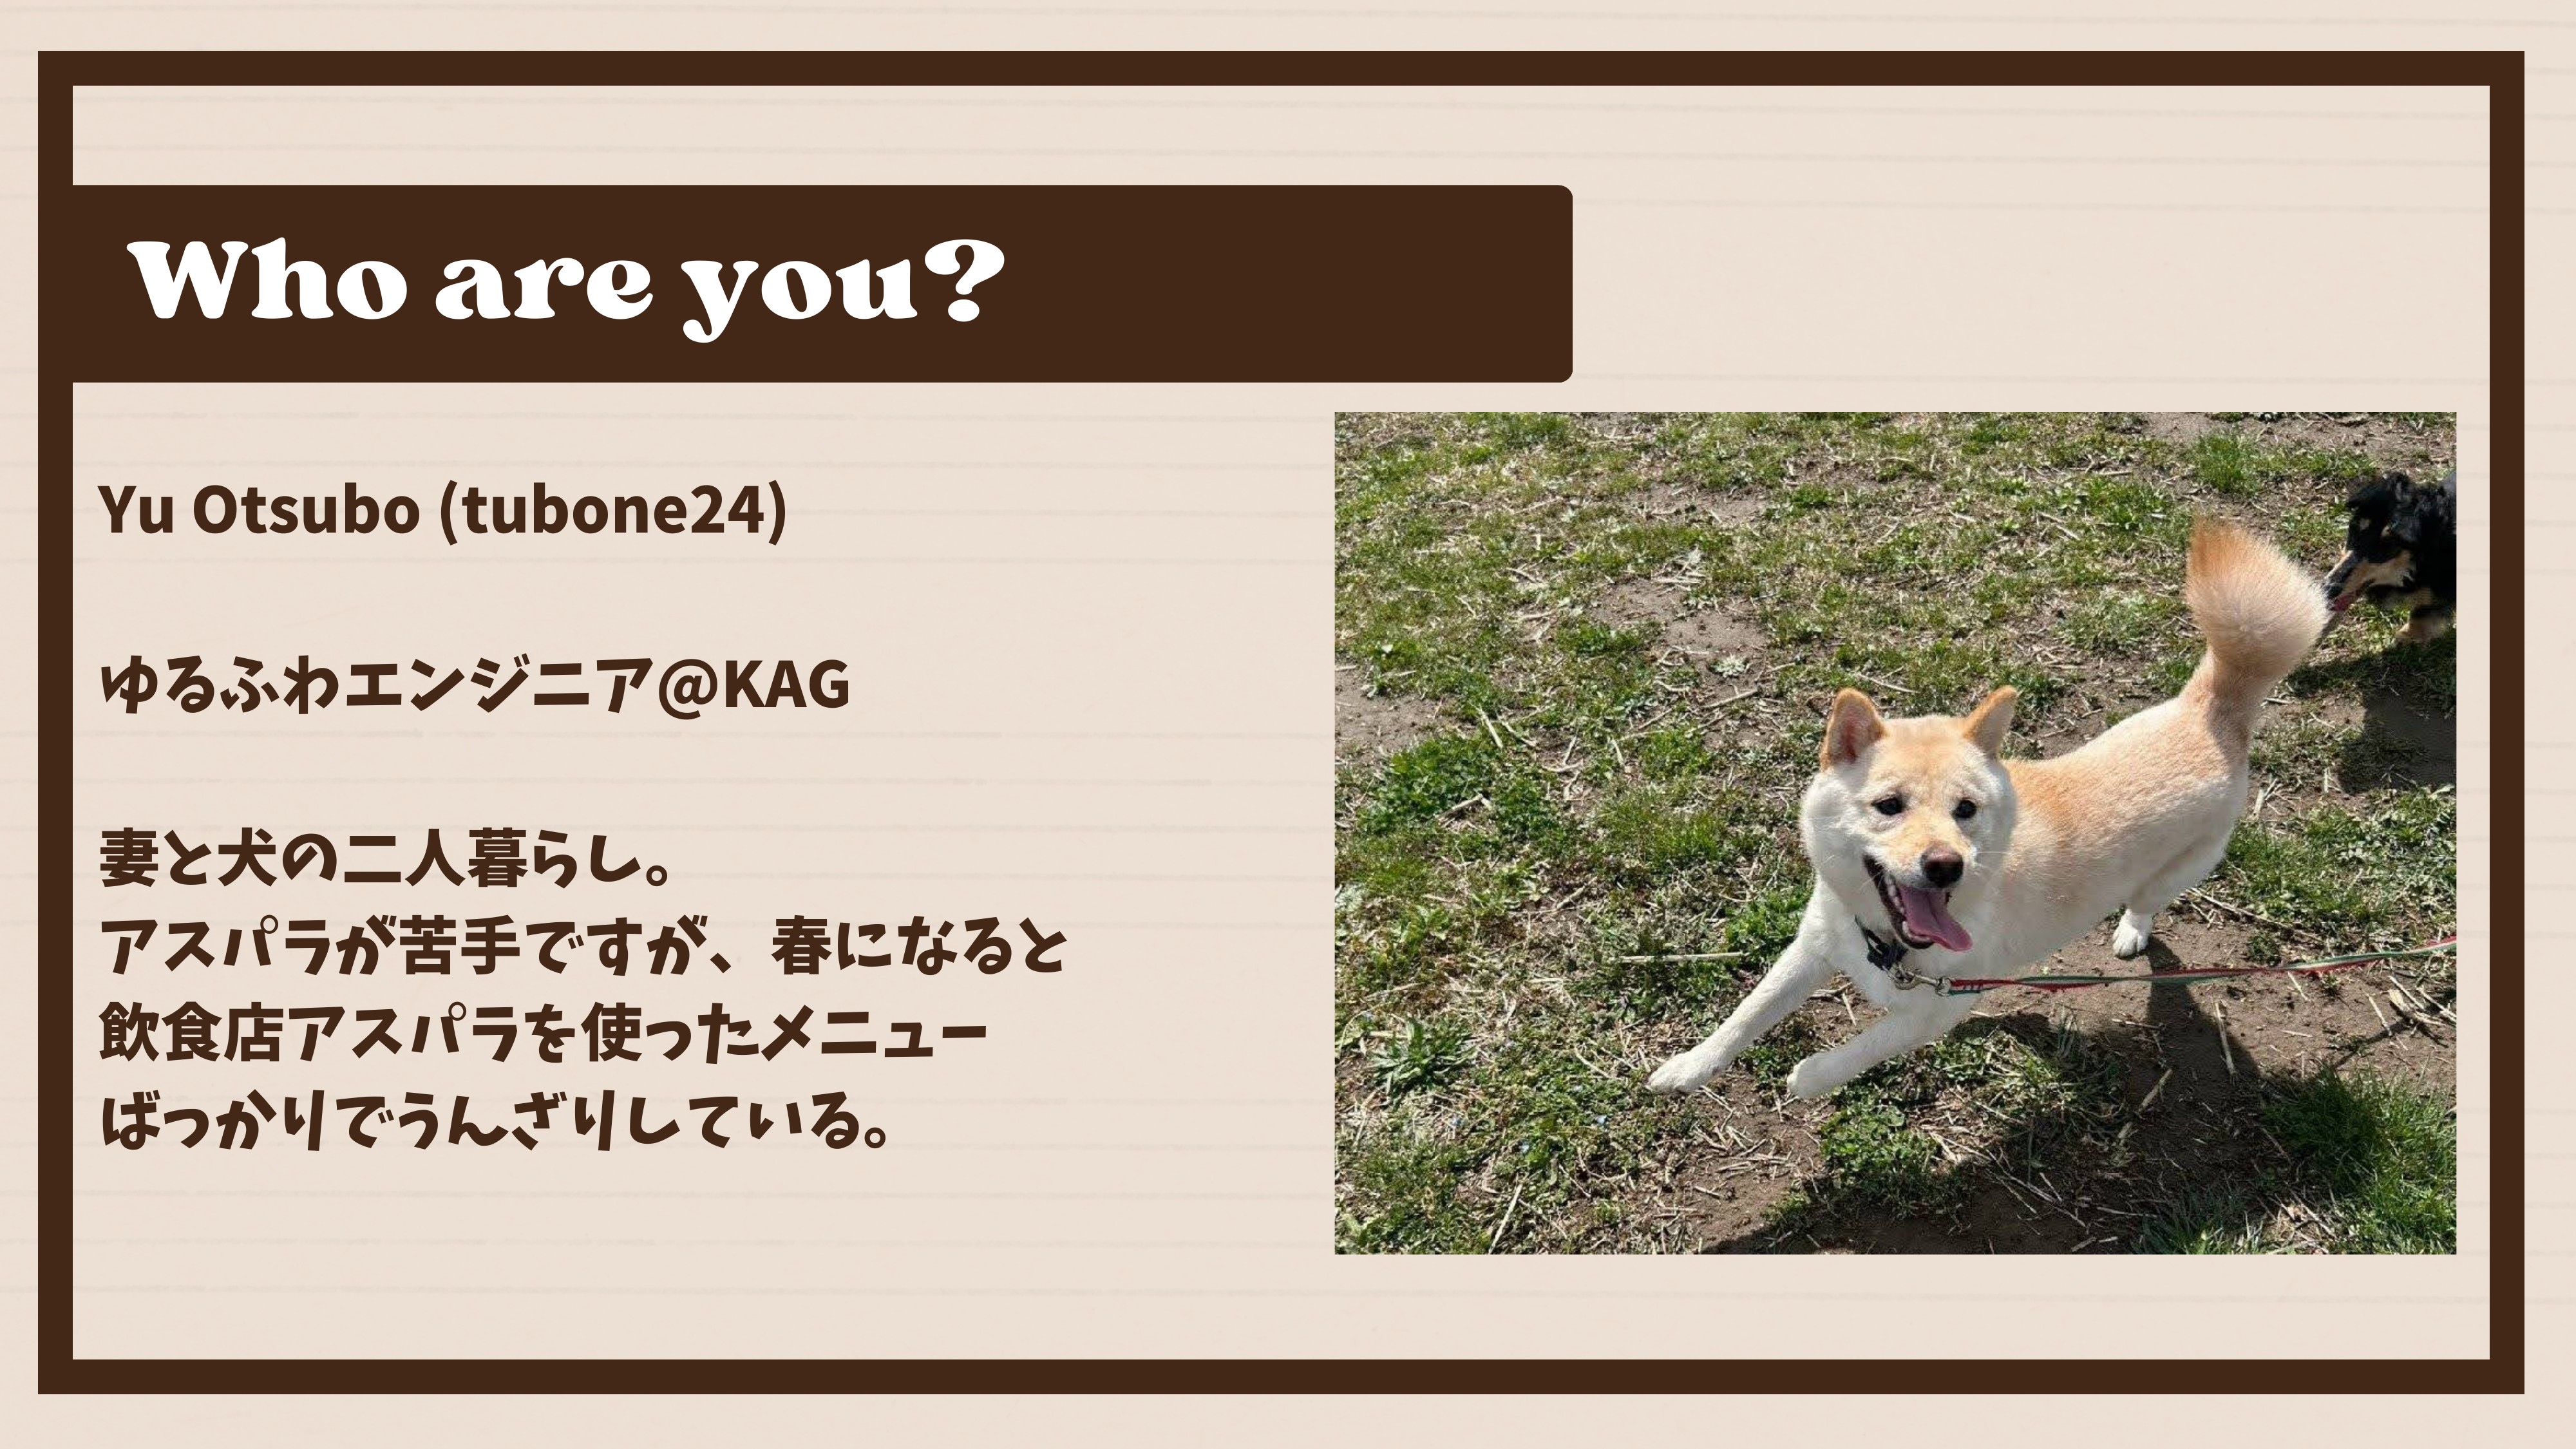 Who are you?
Yu Otsubo (tubone24)
ゆるふわエンジニア@KAG
妻と犬の二人暮らし。
アスパラが苦手ですが、春になると
飲食店アスパラを使ったメニュー
ばっかりでうんざりしている。